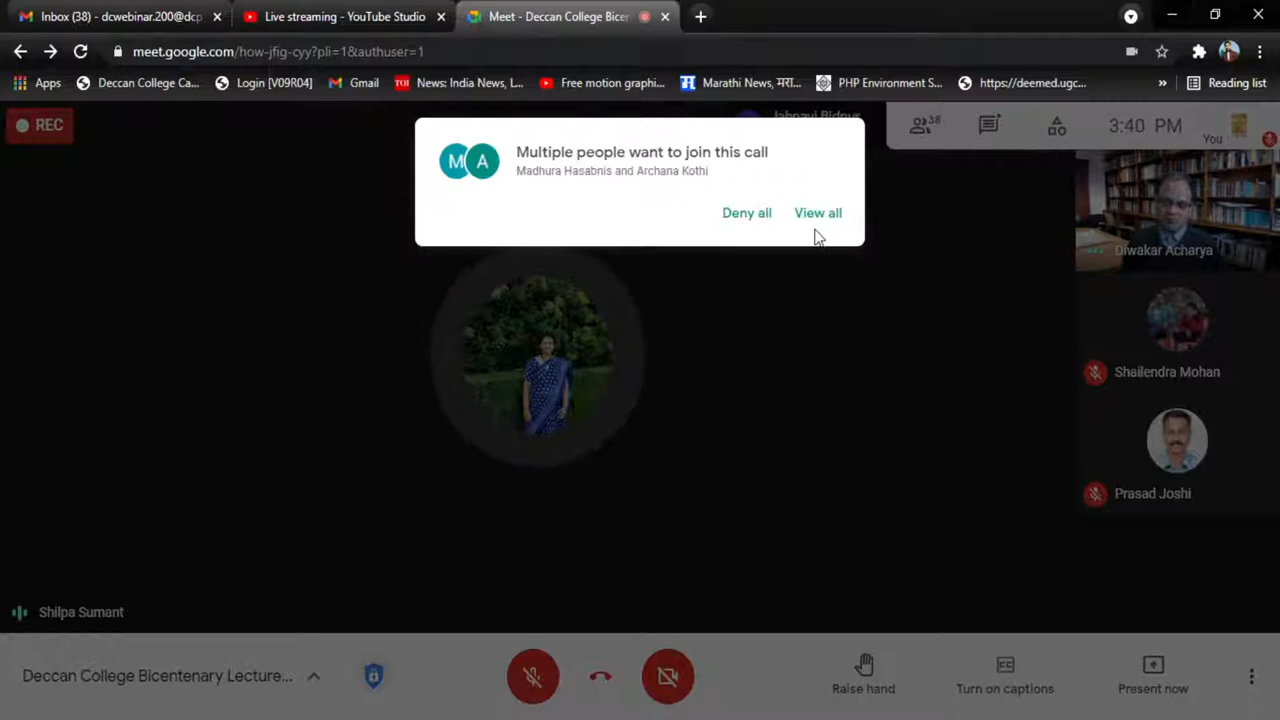 Inbox (38) - dcwebinar.200@dcp
Live streaming - YouTube Studio
Meet - Deccan College Bicen
meet.google.com/how-jfig-cyy?pli=1&authuser=1
Apps
Deccan College Ca...
Login [V09R04]
Gmail
TOI
News: India News, L...
Free motion graphi...
Marathi News, मरा...
PHP Environment S...
https://deemed.ugc...
»
Reading list
REC
38
3:40 PM
You
Multiple people want to join this call
Madhura Hasabnis and Archana Kothi
M
A
Deny all
View all
Diwakar Acharya
Shailendra Mohan
Prasad Joshi
Shilpa Sumant
Deccan College Bicentenary Lecture...
Raise hand
Turn on captions
Present now